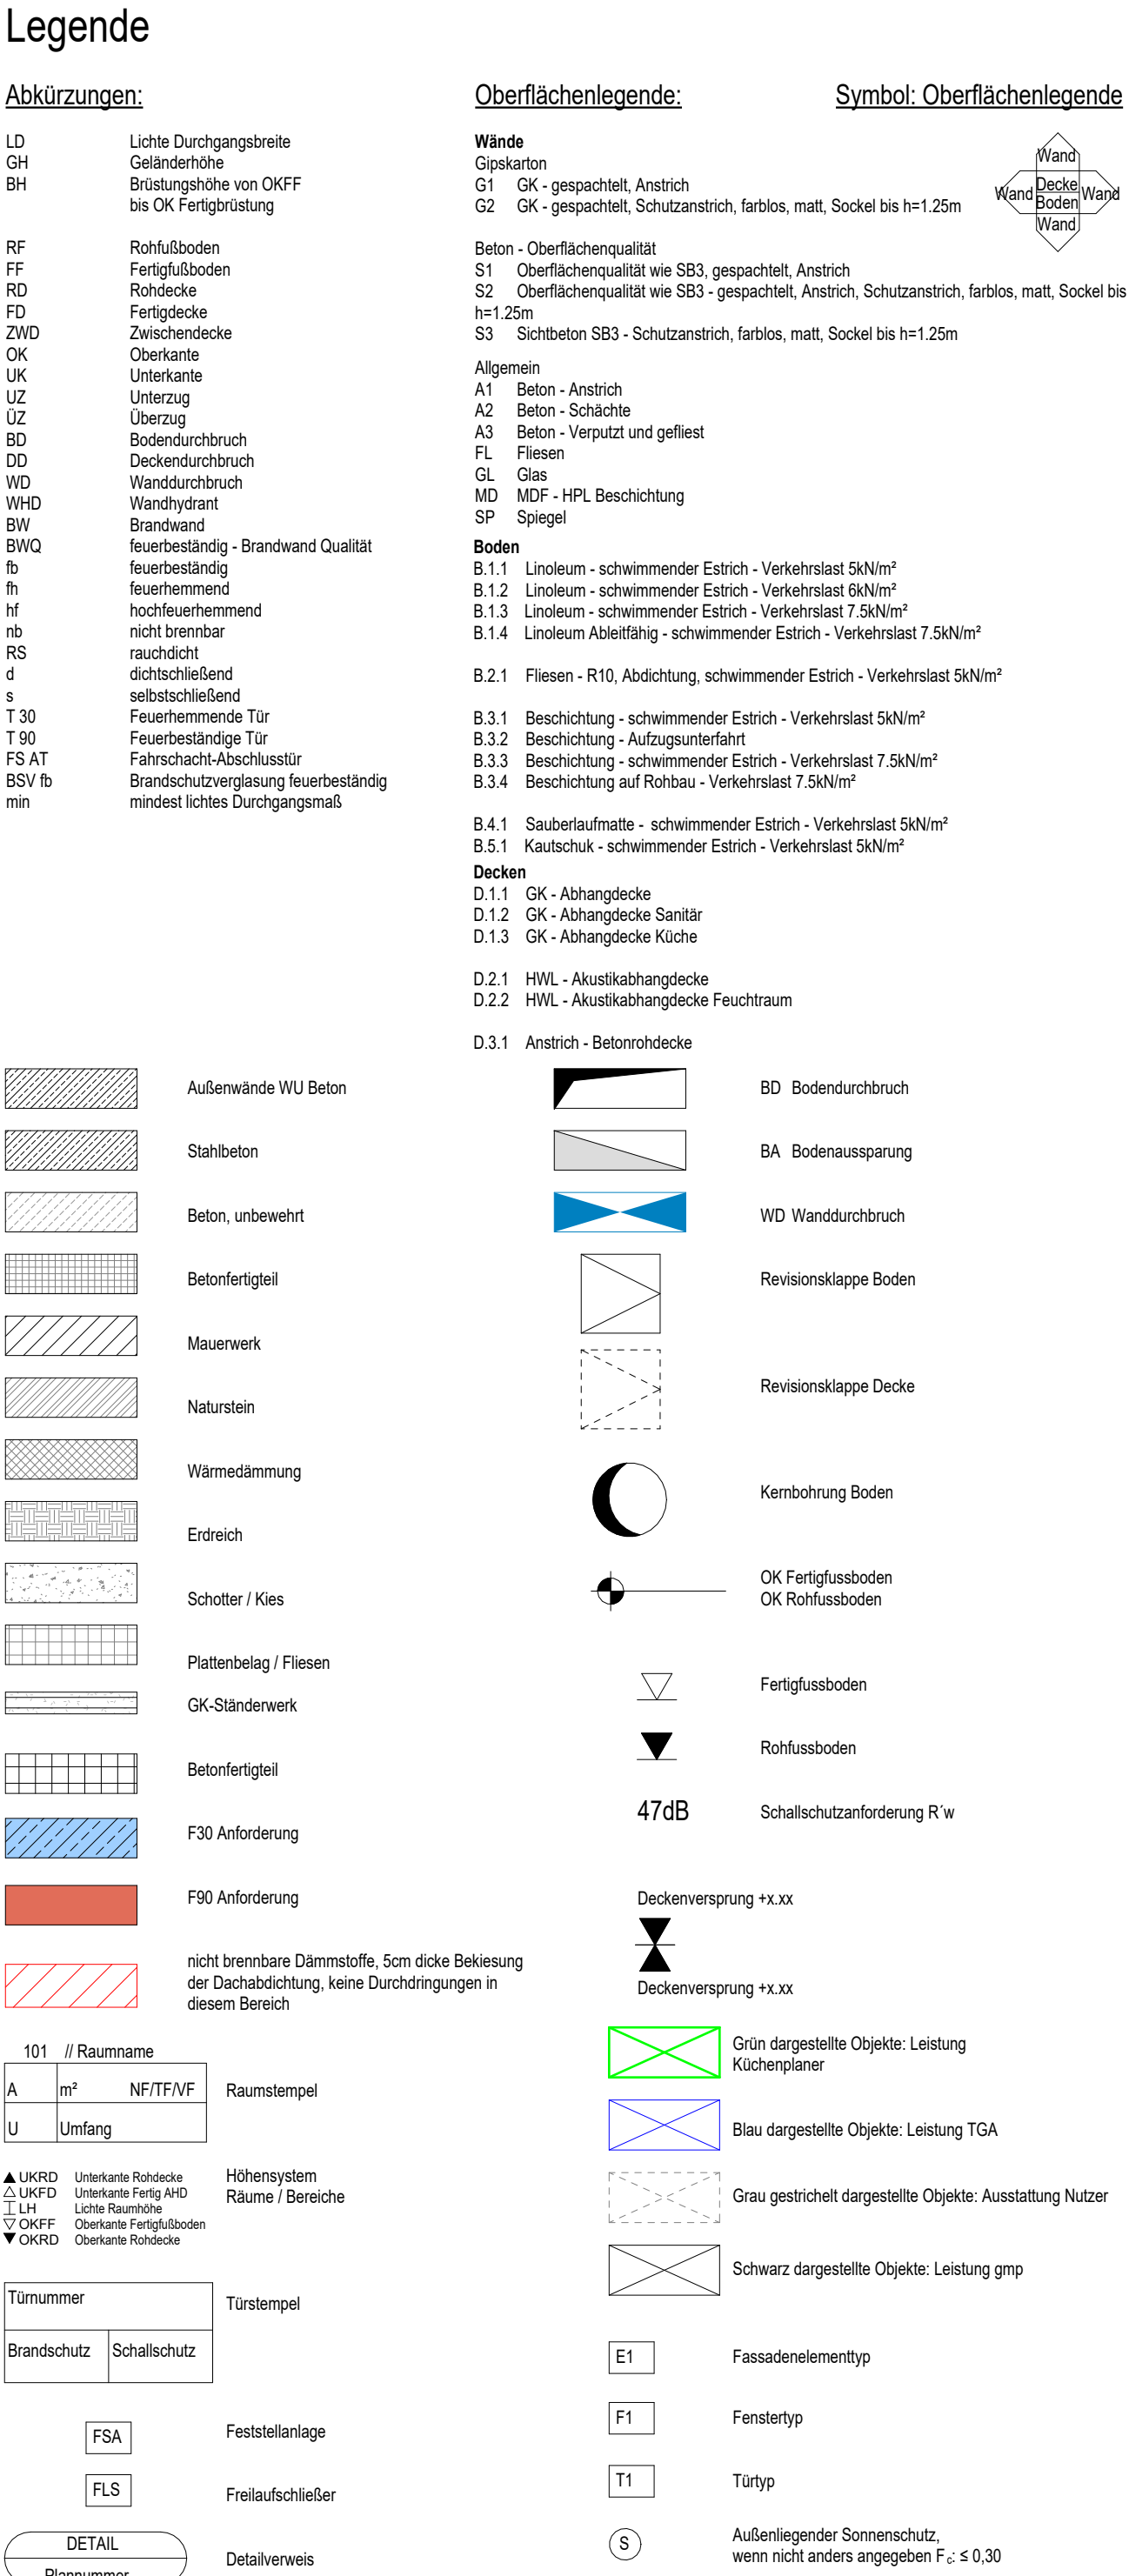 Legende
Abkürzungen:
LD Lichte Durchgangsbreite
GH Geländerhöhe
BH Brüstungshöhe von OKFF
bis OK Fertigbrüstung
RF Rohfußboden
FF Fertigfußboden
RD Rohdecke
FD Fertigdecke
ZWD Zwischendecke
OK Oberkante
UK Unterkante
UZ Unterzug
ÜZ Überzug
BD Bodendurchbruch
DD Deckendurchbruch
WD Wanddurchbruch
WHD Wandhydrant
BW Brandwand
BWQ feuerbeständig - Brandwand Qualität
fb feuerbeständig
fh feuerhemmend
hf hochfeuerhemmend
nb nicht brennbar
RS rauchdicht
d dichtschließend
s selbstschließend
T 30 Feuerhemmende Tür
T 90 Feuerbeständige Tür
FS AT Fahrschacht-Abschlusstür
BSV fb Brandschutzverglasung feuerbeständig
min mindest lichtes Durchgangsmaß
Oberflächenlegende:
Wände
Gipskarton
G1 GK - gespachtelt, Anstrich
G2 GK - gespachtelt, Schutzanstrich, farblos, matt, Sockel bis h=1.25m
Beton - Oberflächenqualität
S1 Oberflächenqualität wie SB3, gespachtelt, Anstrich
S2 Oberflächenqualität wie SB3 - gespachtelt, Anstrich, Schutzanstrich, farblos, matt, Sockel bis
h=1.25m
S3 Sichtbeton SB3 - Schutzanstrich, farblos, matt, Sockel bis h=1.25m
Allgemein
A1 Beton - Anstrich
A2 Beton - Schächte
A3 Beton - Verputzt und gefliest
FL Fliesen
GL Glas
MD MDF - HPL Beschichtung
SP Spiegel
Boden
B.1.1 Linoleum - schwimmender Estrich - Verkehrslast 5kN/m²
B.1.2 Linoleum - schwimmender Estrich - Verkehrslast 6kN/m²
B.1.3 Linoleum - schwimmender Estrich - Verkehrslast 7.5kN/m²
B.1.4 Linoleum Ableitfähig - schwimmender Estrich - Verkehrslast 7.5kN/m²
B.2.1 Fliesen - R10, Abdichtung, schwimmender Estrich - Verkehrslast 5kN/m²
B.3.1 Beschichtung - schwimmender Estrich - Verkehrslast 5kN/m²
B.3.2 Beschichtung - Aufzugsunterfahrt
B.3.3 Beschichtung - schwimmender Estrich - Verkehrslast 7.5kN/m²
B.3.4 Beschichtung auf Rohbau - Verkehrslast 7.5kN/m²
B.4.1 Sauberlaufmatte - schwimmender Estrich - Verkehrslast 5kN/m²
B.5.1 Kautschuk - schwimmender Estrich - Verkehrslast 5kN/m²
Decken
D.1.1 GK - Abhangdecke
D.1.2 GK - Abhangdecke Sanitär
D.1.3 GK - Abhangdecke Küche
D.2.1 HWL - Akustikabhangdecke
D.2.2 HWL - Akustikabhangdecke Feuchtraum
D.3.1 Anstrich - Betonrohdecke
Symbol: Oberflächenlegende
Wand
Wand Decke Wand
Boden
Wand
Außenwände WU Beton
Stahlbeton
Beton, unbewehrt
Betonfertigteil
Mauerwerk
Naturstein
Wärmedämmung
Erdreich
Schotter / Kies
Plattenbelag / Fliesen
GK-Ständerwerk
Betonfertigteil
F30 Anforderung
F90 Anforderung
nicht brennbare Dämmstoffe, 5cm dicke Bekiesung
der Dachabdichtung, keine Durchdringungen in
diesem Bereich
101 // Raumname
A m² NF/TF/VF
U Umfang
Raumstempel
UKRD Unterkante Rohdecke
UKFD Unterkante Fertig AHD
LH Lichte Raumhöhe
OKFF Oberkante Fertigfußboden
OKRD Oberkante Rohdecke
Höhensystem
Räume / Bereiche
Türnummer
Brandschutz Schallschutz
Türstempel
FSA Feststellanlage
FLS Freilaufschließer
DETAIL
Plannummer
Detailverweis
BD Bodendurchbruch
BA Bodenaussparung
WD Wanddurchbruch
Revisionsklappe Boden
Revisionsklappe Decke
Kernbohrung Boden
OK Fertigfussboden
OK Rohfussboden
Fertigfussboden
Rohfussboden
47dB Schallschutzanforderung R´w
Deckenversprung +x.xx
Deckenversprung +x.xx
Grün dargestellte Objekte: Leistung
Küchenplaner
Blau dargestellte Objekte: Leistung TGA
Grau gestrichelt dargestellte Objekte: Ausstattung Nutzer
Schwarz dargestellte Objekte: Leistung gmp
E1 Fassadenelementtyp
F1 Fenstertyp
T1 Türtyp
S Außenliegender Sonnenschutz,
wenn nicht anders angegeben Fc: ≤ 0,30